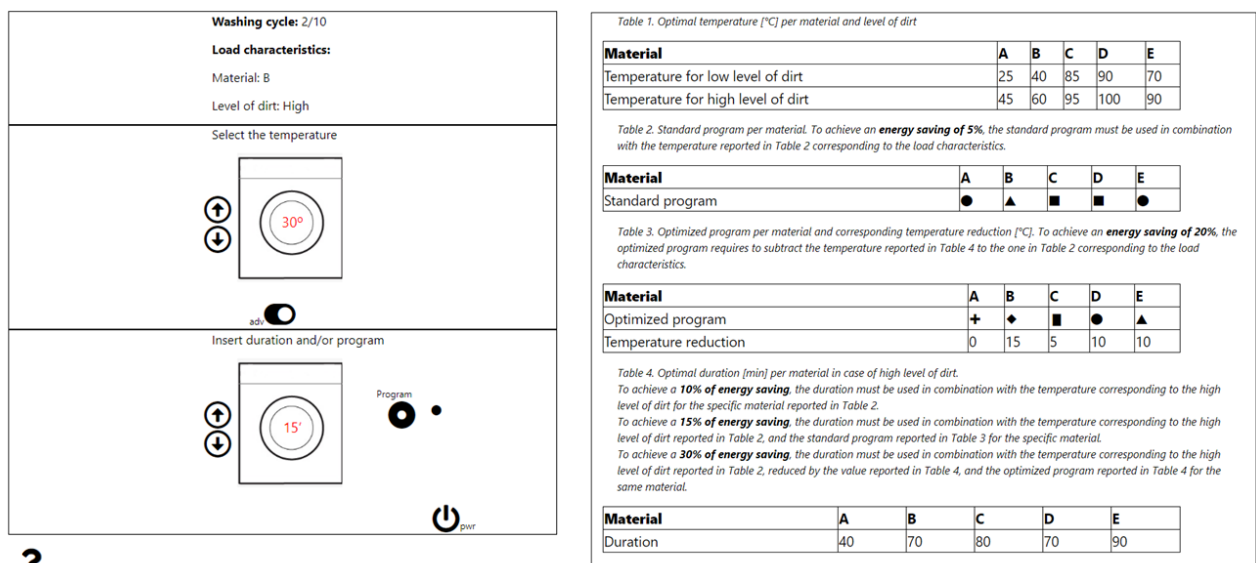 Washing cycle: 2/10
Load characteristics:
Material: B
Level of dirt: High
Select the temperature
30º
adv
Insert duration and/or program
15’
Program
pwr
?
Table 1. Optimal temperature [°C] per material and level of dirt
Material A B C D E
Temperature for low level of dirt 25 40 85 90 70
Temperature for high level of dirt 45 60 95 100 90
Table 2. Standard program per material. To achieve an energy saving of 5%, the standard program must be used in combination
with the temperature reported in Table 2 corresponding to the load characteristics.
Material A B C D E
Standard program ● ▲ ■ ■ ●
Table 3. Optimized program per material and corresponding temperature reduction [°C]. To achieve an energy saving of 20%, the
optimized program requires to subtract the temperature reported in Table 4 to the one in Table 2 corresponding to the load
characteristics.
Material A B C D E
Optimized program ✚ ◆ ■ ● ▲
Temperature reduction 0 15 5 10 10
Table 4. Optimal duration [min] per material in case of high level of dirt.
To achieve a 10% of energy saving, the duration must be used in combination with the temperature corresponding to the high
level of dirt for the specific material reported in Table 2.
To achieve a 15% of energy saving, the duration must be used in combination with the temperature corresponding to the high
level of dirt reported in Table 2, and the standard program reported in Table 3 for the specific material.
To achieve a 30% of energy saving, the duration must be used in combination with the temperature corresponding to the high
level of dirt reported in Table 2, reduced by the value reported in Table 4, and the optimized program reported in Table 4 for the
same material.
Material A B C D E
Duration 40 70 80 70 90